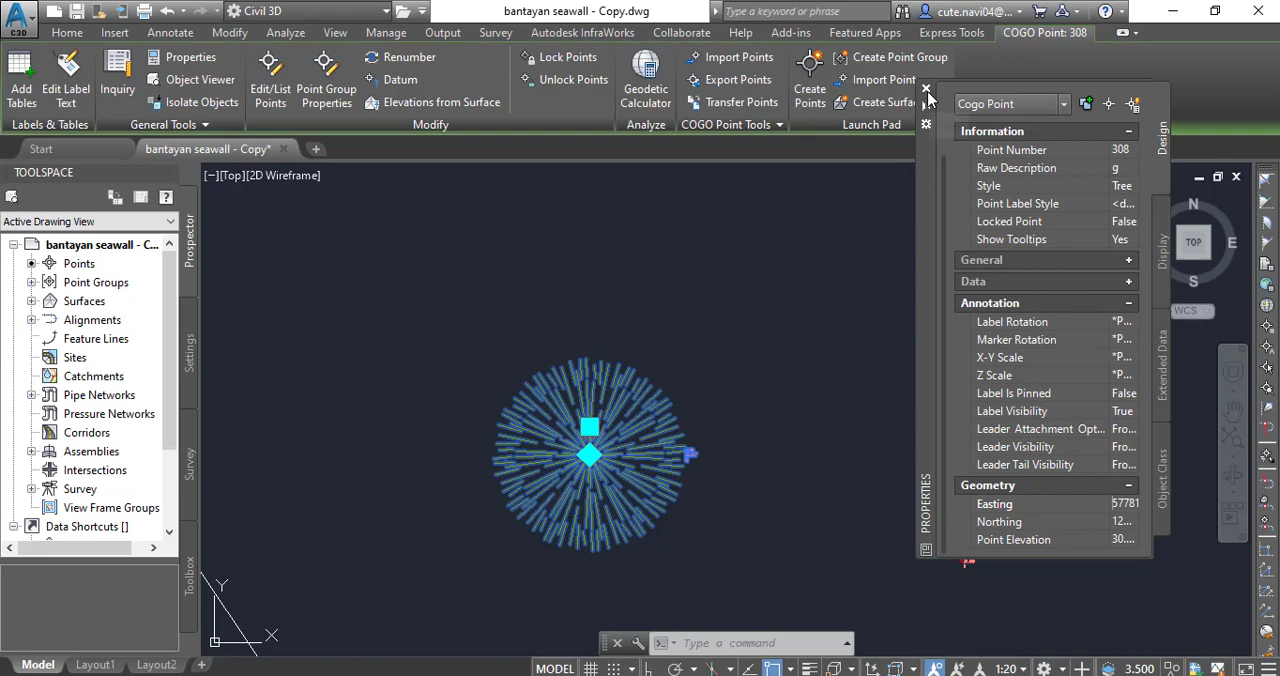 Civil 3D
bantayan seawall - Copy.dwg
Type a keyword or phrase
cute.navi04@...
C3D
Home Insert Annotate Modify Analyze View Manage Output Survey Autodesk InfraWorks Collaborate Help Add-ins Featured Apps Express Tools COGO Point: 308
Add Tables
Edit Label Text
Labels & Tables
Inquiry
Properties
Object Viewer
Isolate Objects
General Tools
Edit/List Points
Point Group Properties
Renumber
Datum
Elevations from Survey
Modify
Lock Points
Unlock Points
Geodetic Calculator
Analyze
Import Points
Export Points
Transfer Points
COGO Point Tools
Create Points
Create Point Group
Import Point
Create Surfa
Launch Pad
Start
bantayan seawall - Copy*
TOOLSPACE
Active Drawing View
bantayan seawall - C...
Points
Point Groups
Surfaces
Alignments
Feature Lines
Sites
Catchments
Pipe Networks
Pressure Networks
Corridors
Assemblies
Intersections
Survey
View Frame Groups
Data Shortcuts []
Prospector
Settings
Survey
Toolbox
[−][Top][2D Wireframe]
Y
X
Cogo Point
Information
Point Number 308
Raw Description g
Style Tree
Point Label Style <d...
Locked Point False
Show Tooltips Yes
General
Data
Annotation
Label Rotation *P...
Marker Rotation *P...
X-Y Scale *P...
Z Scale *P...
Label Is Pinned False
Label Visibility True
Leader Attachment Opt... Fro...
Leader Visibility Fro...
Leader Tail Visibility Fro...
Geometry
Easting 57781
Northing 12...
Point Elevation 30....
PROPERTIES
Design
Display
Extended Data
Object Class
N
TOP
E
S
WCS
Type a command
Model Layout1 Layout2
MODEL
1:20
3.500